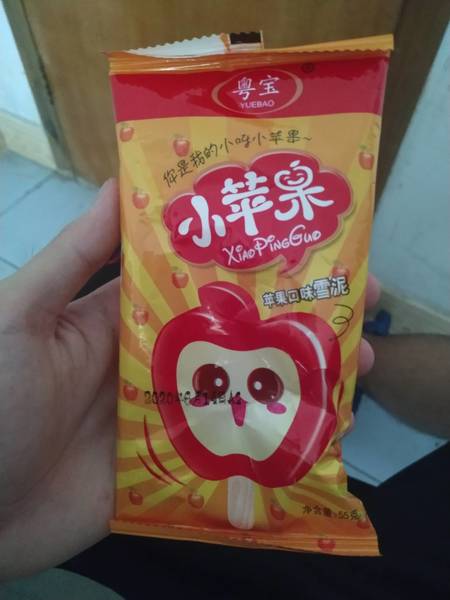 粤宝
YUEBAO
你是我的小呀小苹果~
小苹果
XIAOPINGGUO
苹果口味雪泥
净含量:55克